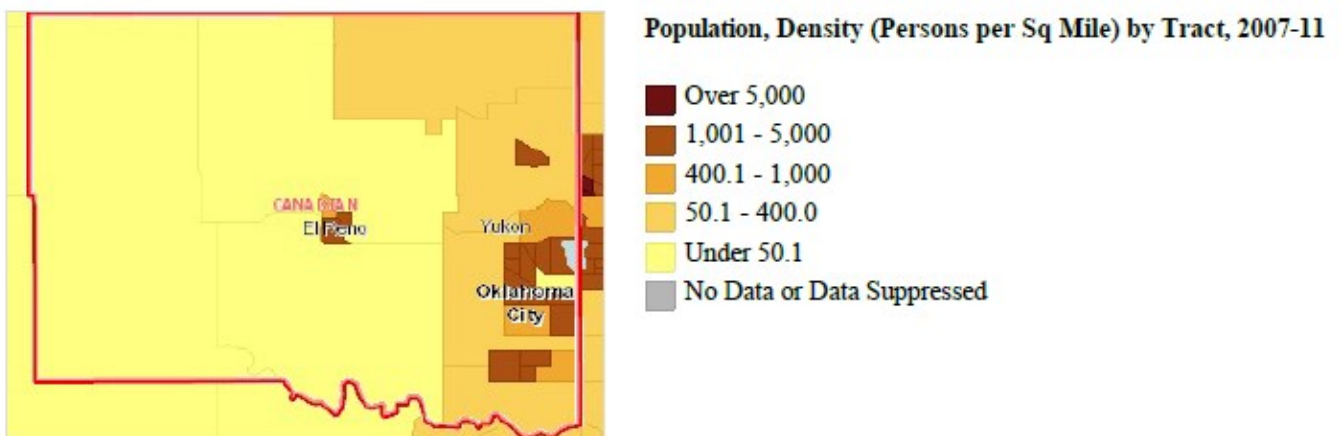 Population, Density (Persons per Sq Mile) by Tract, 2007-11
Over 5,000
1,001 - 5,000
400.1 - 1,000
50.1 - 400.0
Under 50.1
No Data or Data Suppressed
CANADIAN
El Reno
Yukon
Oklahoma
City